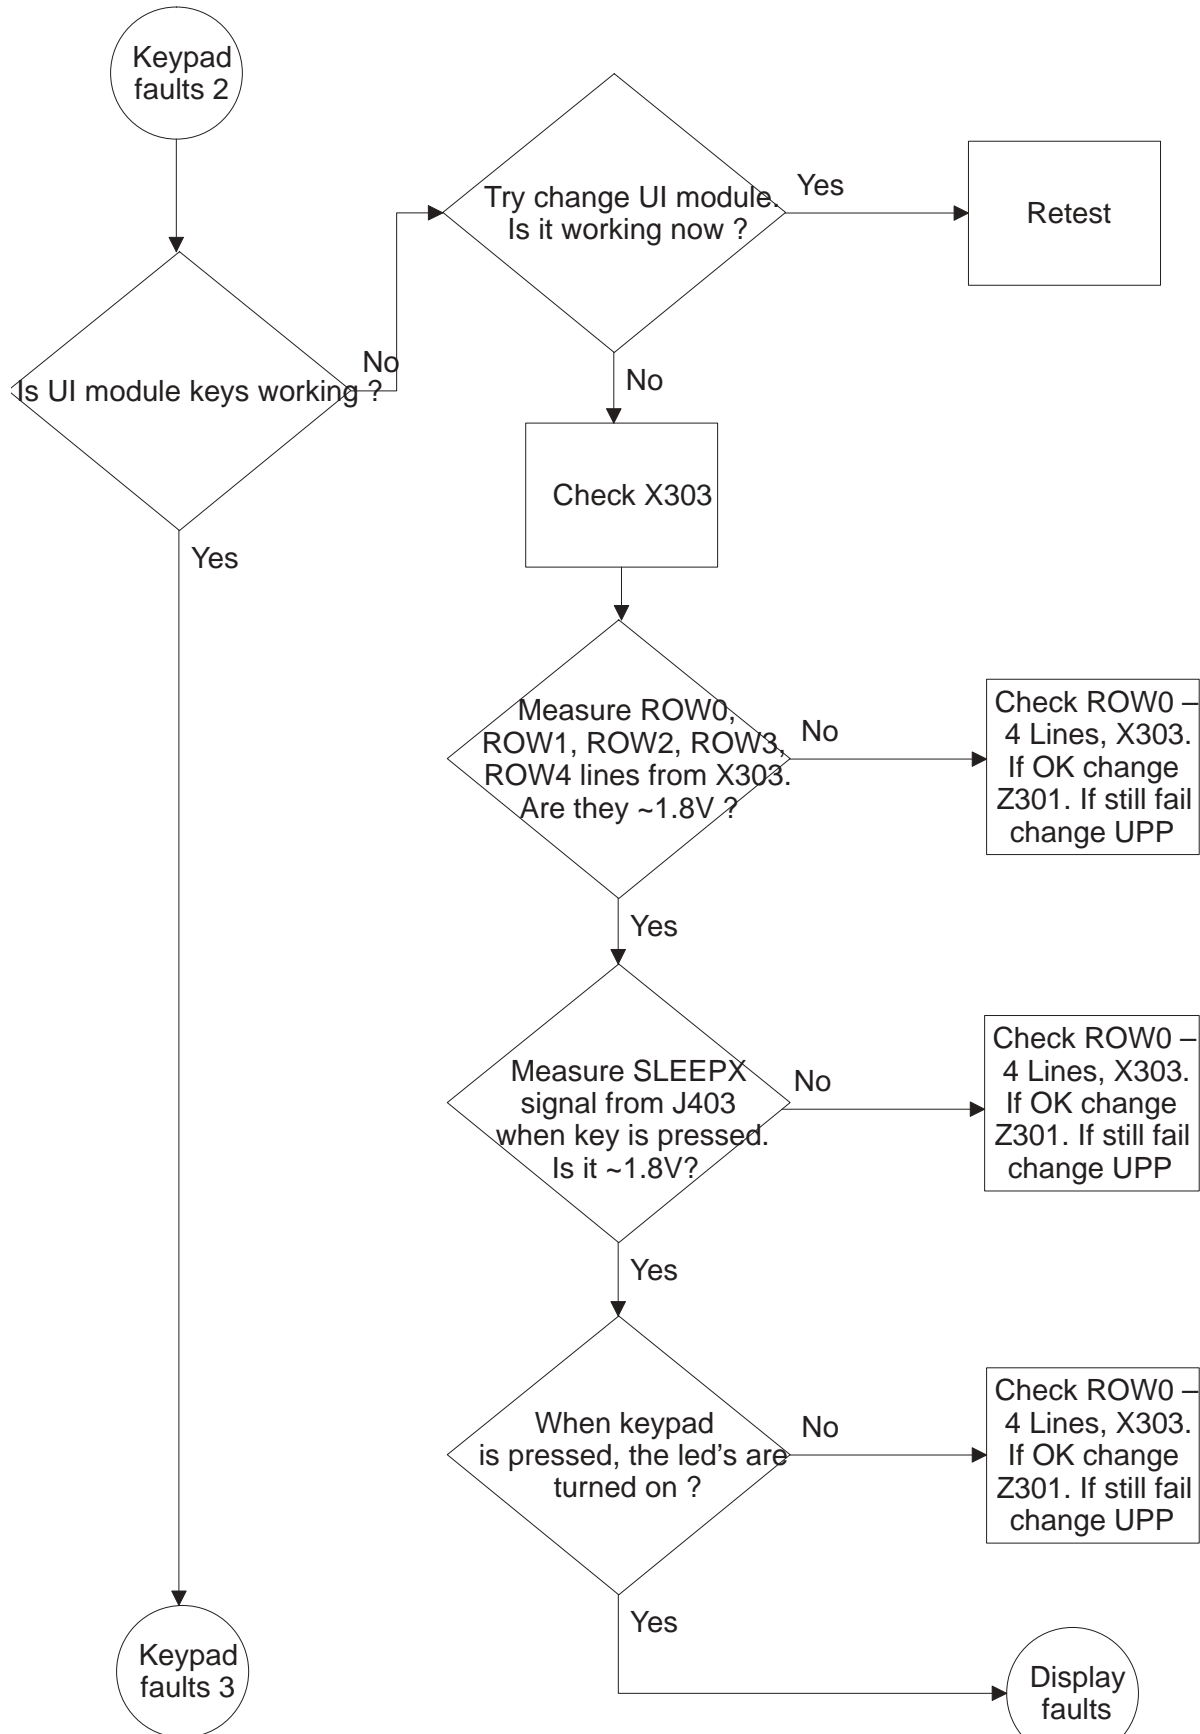 Keypad
faults 2
Is UI module keys working ?
No
Yes
Try change UI module.
Is it working now ?
Yes
Retest
No
Check X303
Measure ROW0,
ROW1, ROW2, ROW3,
ROW4 lines from X303.
Are they ~1.8V ?
No
Check ROW0 –
4 Lines, X303.
If OK change
Z301. If still fail
change UPP
Yes
Measure SLEEPX
signal from J403
when key is pressed.
Is it ~1.8V?
No
Check ROW0 –
4 Lines, X303.
If OK change
Z301. If still fail
change UPP
Yes
When keypad
is pressed, the led's are
turned on ?
No
Check ROW0 –
4 Lines, X303.
If OK change
Z301. If still fail
change UPP
Yes
Keypad
faults 3
Display
faults